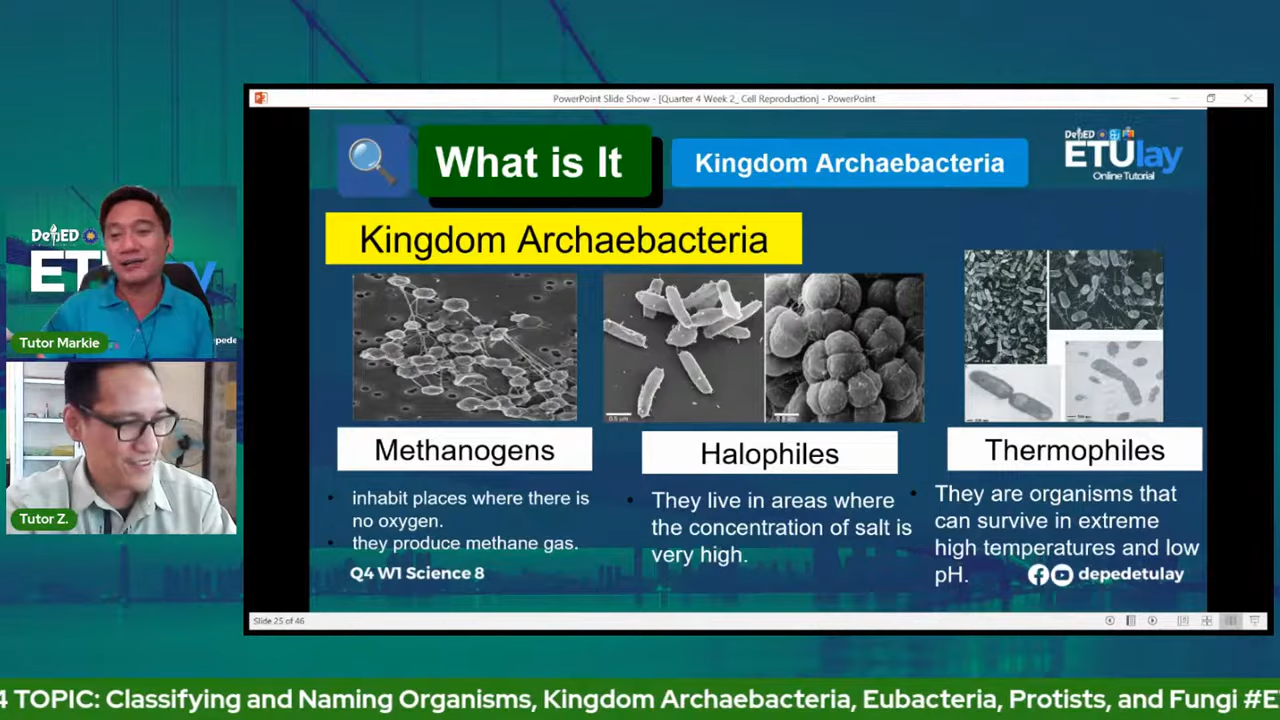 PowerPoint Slide Show - [Quarter 4 Week 2_ Cell Reproduction] - PowerPoint
What is It
Kingdom Archaebacteria
DepED
ETUlay
Online Tutorial
Kingdom Archaebacteria
DepED
ET
y
Tutor Markie
depede
Tutor Z.
Methanogens
inhabit places where there is
no oxygen.
they produce methane gas.
Halophiles
They live in areas where
the concentration of salt is
very high.
Thermophiles
They are organisms that
can survive in extreme
high temperatures and low
pH.
Q4 W1 Science 8
depedetulay
Slide 25 of 46
4 TOPIC: Classifying and Naming Organisms, Kingdom Archaebacteria, Eubacteria, Protists, and Fungi #E